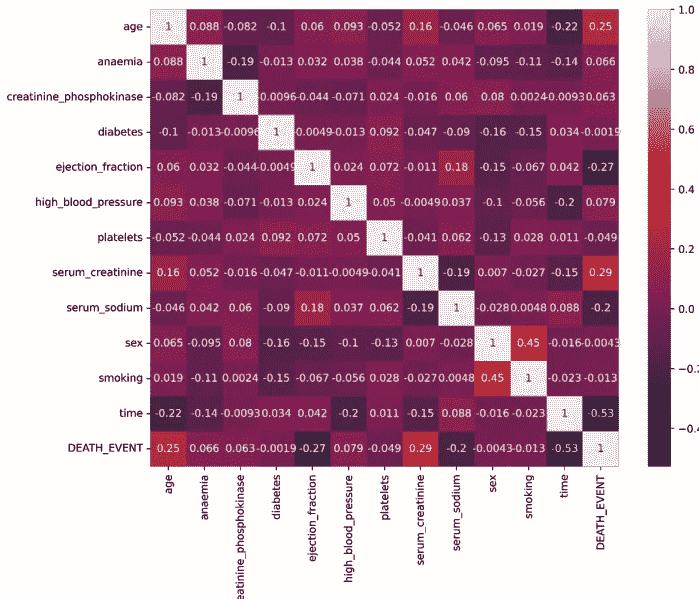 age 1 0.088 -0.082 -0.1 0.06 0.093 -0.052 0.16 -0.046 0.065 0.019 -0.22 0.25
anaemia 0.088 1 -0.19 -0.013 0.032 0.038 -0.044 0.052 0.042 -0.095 -0.11 -0.14 0.066
creatinine_phosphokinase -0.082 -0.19 1 -0.0096 -0.044 -0.071 0.024 -0.016 0.06 0.08 0.0024 -0.0093 0.063
diabetes -0.1 -0.013 -0.0096 1 -0.0049 -0.013 0.092 -0.047 -0.09 -0.16 -0.15 0.034 -0.0019
ejection_fraction 0.06 0.032 -0.044 -0.0049 1 0.024 0.072 -0.011 0.18 -0.15 -0.067 0.042 -0.27
high_blood_pressure 0.093 0.038 -0.071 -0.013 0.024 1 0.05 -0.0049 0.037 -0.1 -0.056 -0.2 0.079
platelets -0.052 -0.044 0.024 0.092 0.072 0.05 1 -0.041 0.062 -0.13 0.028 0.011 -0.049
serum_creatinine 0.16 0.052 -0.016 -0.047 -0.011 -0.0049 -0.041 1 -0.19 0.007 -0.027 -0.15 0.29
serum_sodium -0.046 0.042 0.06 -0.09 0.18 0.037 0.062 -0.19 1 -0.028 0.0048 0.088 -0.2
sex 0.065 -0.095 0.08 -0.16 -0.15 -0.1 -0.13 0.007 -0.028 1 0.45 -0.016 -0.0043
smoking 0.019 -0.11 0.0024 -0.15 -0.067 -0.056 0.028 -0.027 0.0048 0.45 1 -0.023 -0.013
time -0.22 -0.14 -0.0093 0.034 0.042 -0.2 0.011 -0.15 0.088 -0.016 -0.023 1 -0.53
DEATH_EVENT 0.25 0.066 0.063 -0.0019 -0.27 0.079 -0.049 0.29 -0.2 -0.0043 -0.013 -0.53 1
age
anaemia
eatinine_phosphokinase
diabetes
ejection_fraction
high_blood_pressure
platelets
serum_creatinine
serum_sodium
sex
smoking
time
DEATH_EVENT
1.0
0.8
0.6
0.4
0.2
0.0
-0.2
-0.4